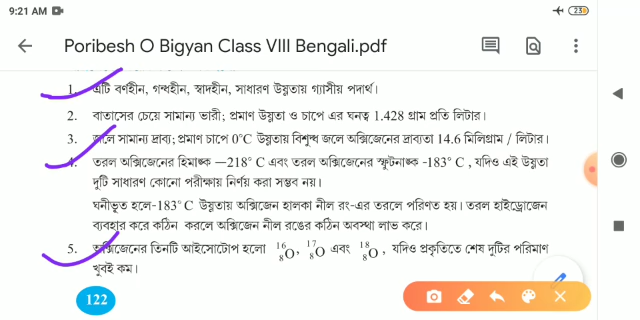 9:21 AM
23
Poribesh O Bigyan Class VIII Bengali.pdf
1. এটি বর্ণহীন, গন্ধহীন, স্বাদহীন, সাধারণ উষ্ণতায় গ্যাসীয় পদার্থ।
2. বাতাসের চেয়ে সামান্য ভারী; প্রমাণ উষ্ণতা ও চাপে এর ঘনত্ব 1.428 গ্রাম প্রতি লিটার।
3. জলে সামান্য দ্রাব্য; প্রমাণ চাপে 0°C উষ্ণতায় বিশুদ্ধ জলে অক্সিজেনের দ্রাব্যতা 14.6 মিলিগ্রাম / লিটার।
4. তরল অক্সিজেনের হিমাঙ্ক —218° C এবং তরল অক্সিজেনের স্ফুটনাঙ্ক -183° C , যদিও এই উষ্ণতা
দুটি সাধারণ কোনো পরীক্ষায় নির্ণয় করা সম্ভব নয়।
ঘনীভূত হলে-183° C উষ্ণতায় অক্সিজেন হালকা নীল রং-এর তরলে পরিণত হয়। তরল হাইড্রোজেন
ব্যবহার করে কঠিন করলে অক্সিজেন নীল রঙের কঠিন অবস্থা লাভ করে।
5. অক্সিজেনের তিনটি আইসোটোপ হলো ¹⁶₈O, ¹⁷₈O এবং ¹⁸₈O , যদিও প্রকৃতিতে শেষ দুটির পরিমাণ
খুবই কম।
122